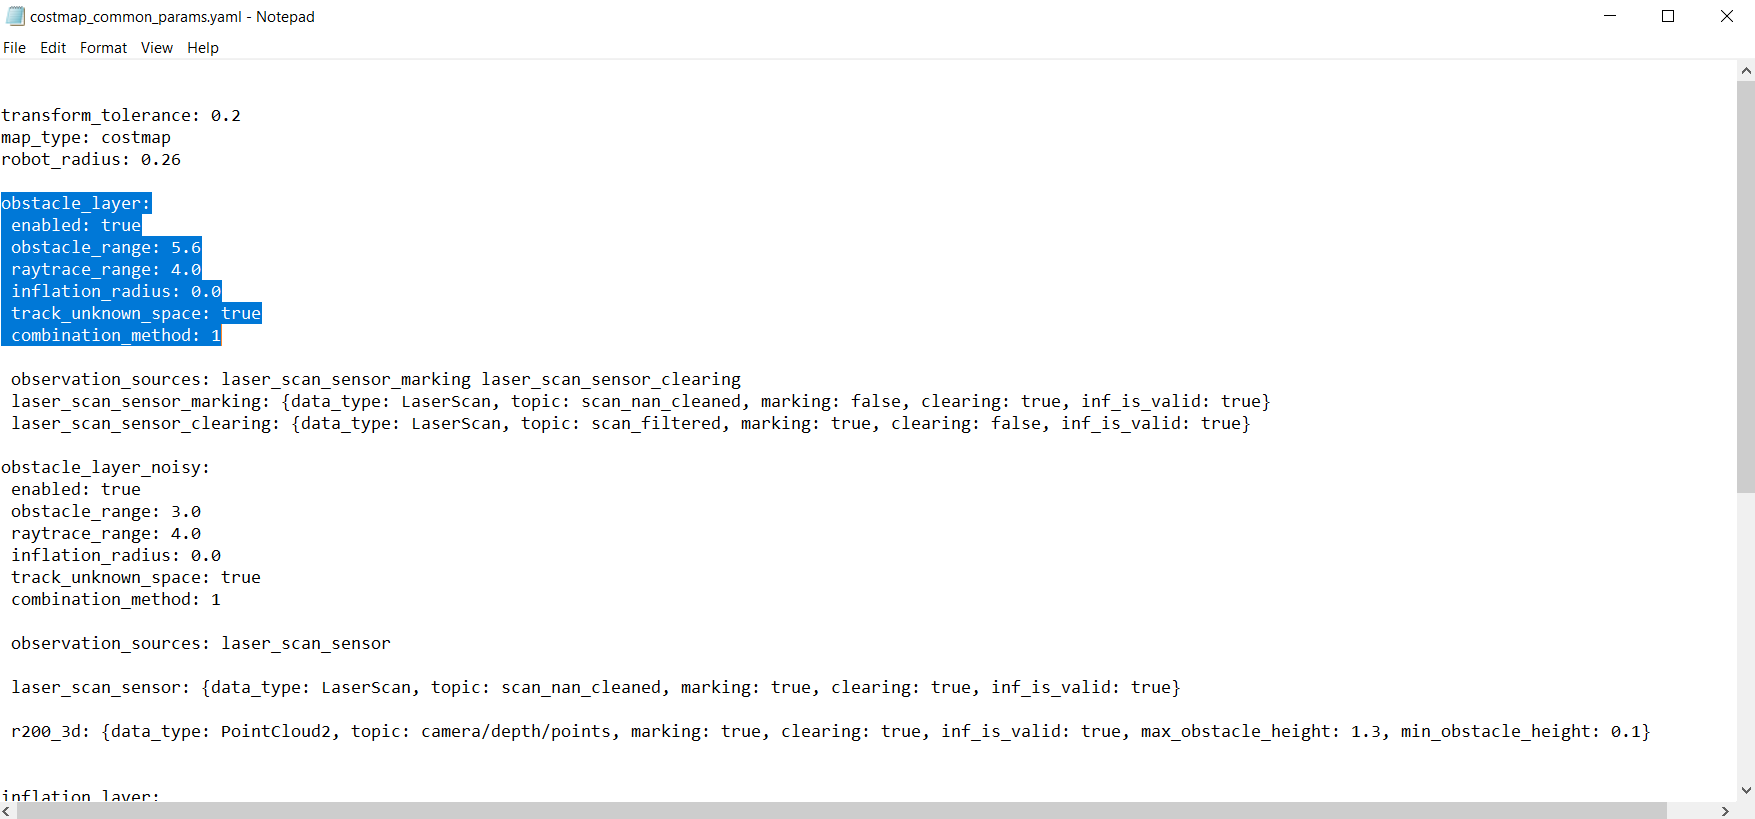 costmap_common_params.yaml - Notepad
File Edit Format View Help
transform_tolerance: 0.2
map_type: costmap
robot_radius: 0.26
obstacle_layer:
enabled: true
obstacle_range: 5.6
raytrace_range: 4.0
inflation_radius: 0.0
track_unknown_space: true
combination_method: 1
observation_sources: laser_scan_sensor_marking laser_scan_sensor_clearing
laser_scan_sensor_marking: {data_type: LaserScan, topic: scan_nan_cleaned, marking: false, clearing: true, inf_is_valid: true}
laser_scan_sensor_clearing: {data_type: LaserScan, topic: scan_filtered, marking: true, clearing: false, inf_is_valid: true}
obstacle_layer_noisy:
enabled: true
obstacle_range: 3.0
raytrace_range: 4.0
inflation_radius: 0.0
track_unknown_space: true
combination_method: 1
observation_sources: laser_scan_sensor
laser_scan_sensor: {data_type: LaserScan, topic: scan_nan_cleaned, marking: true, clearing: true, inf_is_valid: true}
r200_3d: {data_type: PointCloud2, topic: camera/depth/points, marking: true, clearing: true, inf_is_valid: true, max_obstacle_height: 1.3, min_obstacle_height: 0.1}
inflation_layer: